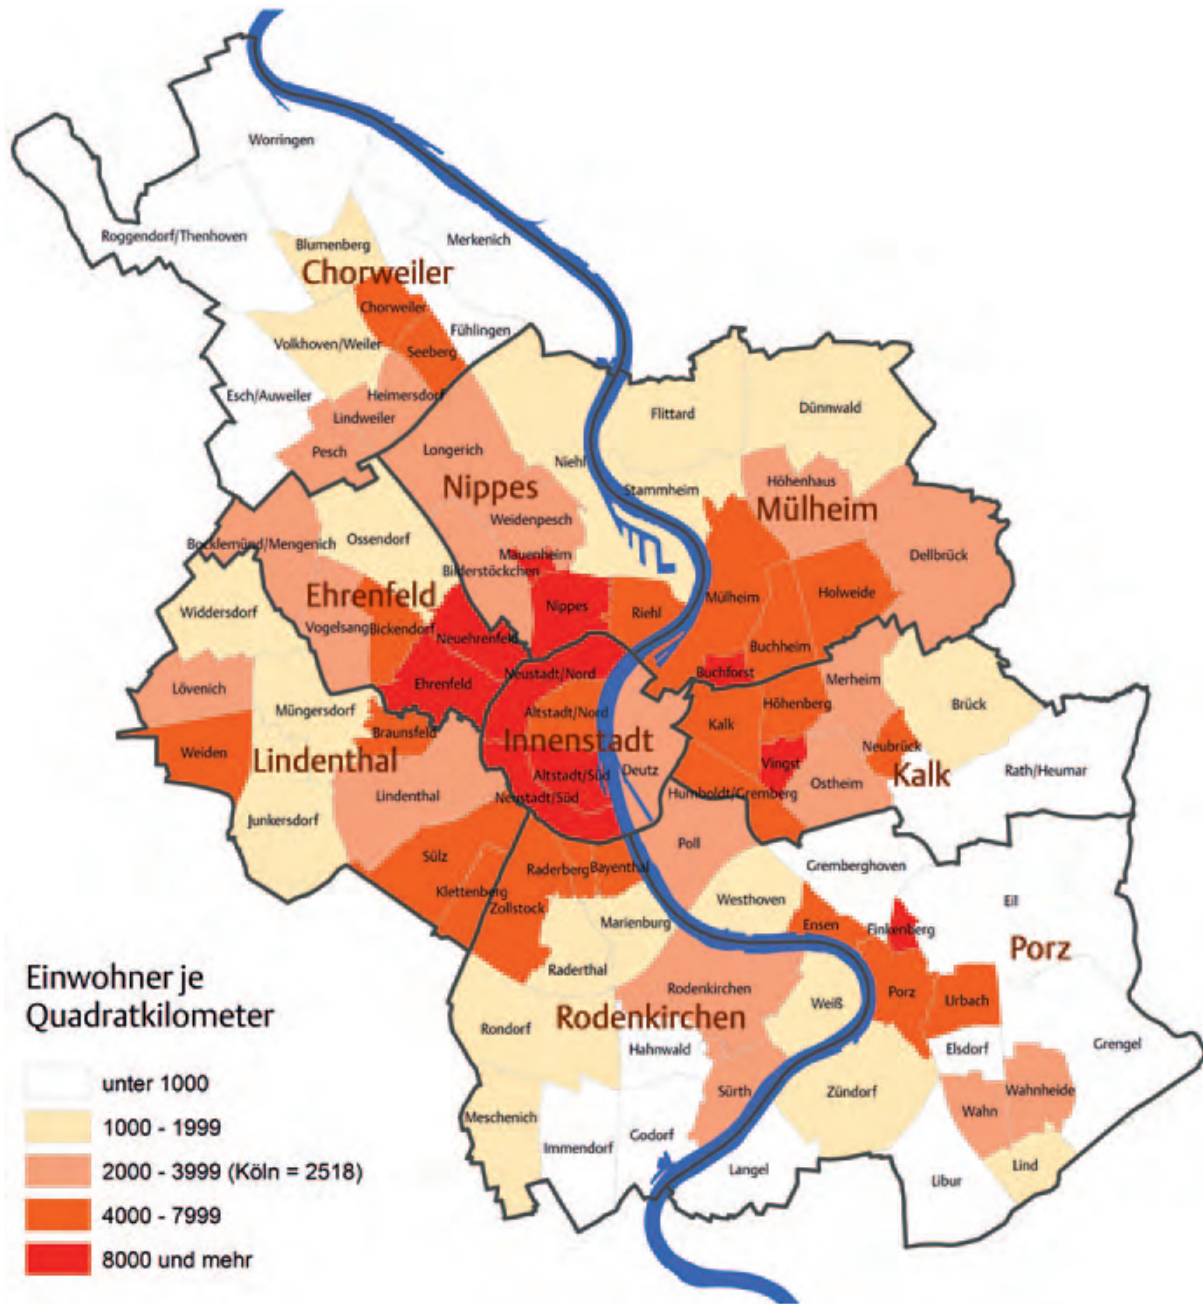 Worringen
Roggendorf/Thenhoven
Blumenberg
Merkenich
Chorweiler
Chorweiler
Fühlingen
Volkhoven/Weiler
Seeberg
Esch/Auweiler
Heimersdorf
Lindweiler
Pesch
Flittard
Dünnwald
Longerich
Niehl
Nippes
Stammheim
Höhenhaus
Mülheim
Weidenpesch
Ossendorf
Bocklemünd/Mengenich
Mauenheim
Dellbrück
Bilderstöckchen
Ehrenfeld
Widdersdorf
Nippes
Riehl
Mülheim
Holweide
Vogelsang
Bickendorf
Neuehrenfeld
Buchheim
Neustadt/Nord
Buchforst
Merheim
Ehrenfeld
Lövenich
Brück
Müngersdorf
Altstadt/Nord
Höhenberg
Braunsfeld
Kalk
Innenstadt
Weiden
Neubrück
Lindenthal
Vingst
Kalk
Rath/Heumar
Altstadt/Süd
Deutz
Ostheim
Lindenthal
Neustadt/Süd
Humboldt/Gremberg
Junkersdorf
Poll
Sülz
Raderberg
Bayenthal
Gremberghoven
Klettenberg
Zollstock
Westhoven
Eil
Marienburg
Ensen
Finkenberg
Porz
Raderthal
Einwohner je
Quadratkilometer
Rodenkirchen
Porz
Weiß
Urbach
Rodenkirchen
Rondorf
Hahnwald
Elsdorf
Grengel
unter 1000
Sürth
Zündorf
Wahnheide
Wahn
1000 - 1999
Meschenich
Immendorf
Godorf
2000 - 3999 (Köln = 2518)
Langel
Lind
Libur
4000 - 7999
8000 und mehr